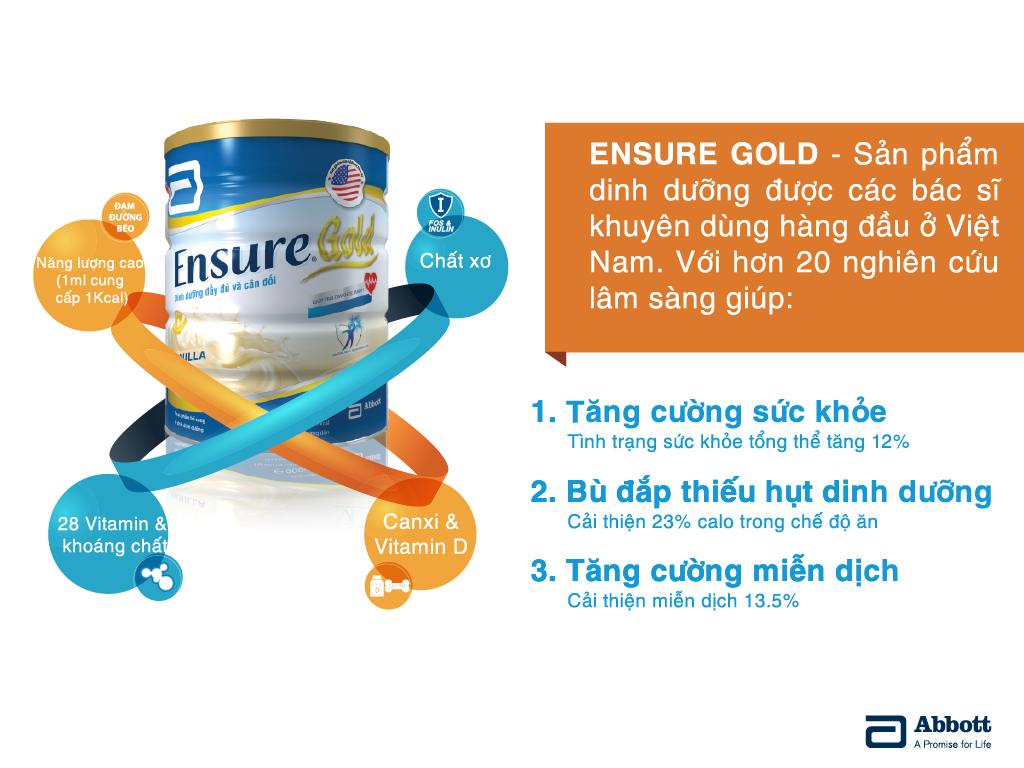 ENSURE GOLD - Sản phẩm
dinh dưỡng được các bác sĩ
khuyên dùng hàng đầu ở Việt
Nam. Với hơn 20 nghiên cứu
lâm sàng giúp:
1. Tăng cường sức khỏe
Tình trạng sức khỏe tổng thể tăng 12%
2. Bù đắp thiếu hụt dinh dưỡng
Cải thiện 23% calo trong chế độ ăn
3. Tăng cường miễn dịch
Cải thiện miễn dịch 13.5%
ĐẠM
ĐƯỜNG
BÉO
Năng lượng cao
(1ml cung
cấp 1Kcal)
FOS &
INULIN
Chất xơ
Ensure® Gold
Dinh dưỡng đầy đủ và cân đối
Abbott
28 Vitamin &
khoáng chất
Canxi &
Vitamin D
D
Abbott
A Promise for Life